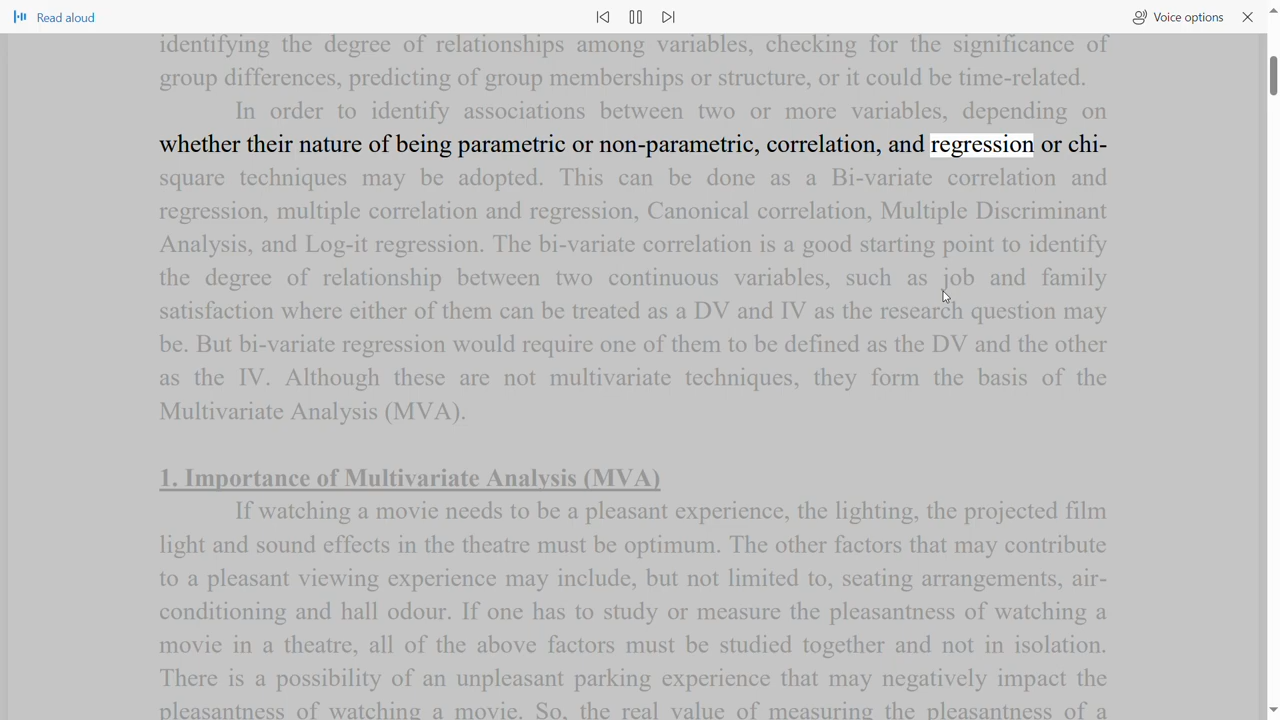 Read aloud
Voice options
identifying the degree of relationships among variables, checking for the significance of
group differences, predicting of group memberships or structure, or it could be time-related.
In order to identify associations between two or more variables, depending on
whether their nature of being parametric or non-parametric, correlation, and regression or chi-
square techniques may be adopted. This can be done as a Bi-variate correlation and
regression, multiple correlation and regression, Canonical correlation, Multiple Discriminant
Analysis, and Log-it regression. The bi-variate correlation is a good starting point to identify
the degree of relationship between two continuous variables, such as job and family
satisfaction where either of them can be treated as a DV and IV as the research question may
be. But bi-variate regression would require one of them to be defined as the DV and the other
as the IV. Although these are not multivariate techniques, they form the basis of the
Multivariate Analysis (MVA).
1. Importance of Multivariate Analysis (MVA)
If watching a movie needs to be a pleasant experience, the lighting, the projected film
light and sound effects in the theatre must be optimum. The other factors that may contribute
to a pleasant viewing experience may include, but not limited to, seating arrangements, air-
conditioning and hall odour. If one has to study or measure the pleasantness of watching a
movie in a theatre, all of the above factors must be studied together and not in isolation.
There is a possibility of an unpleasant parking experience that may negatively impact the
pleasantness of watching a movie. So, the real value of measuring the pleasantness of a